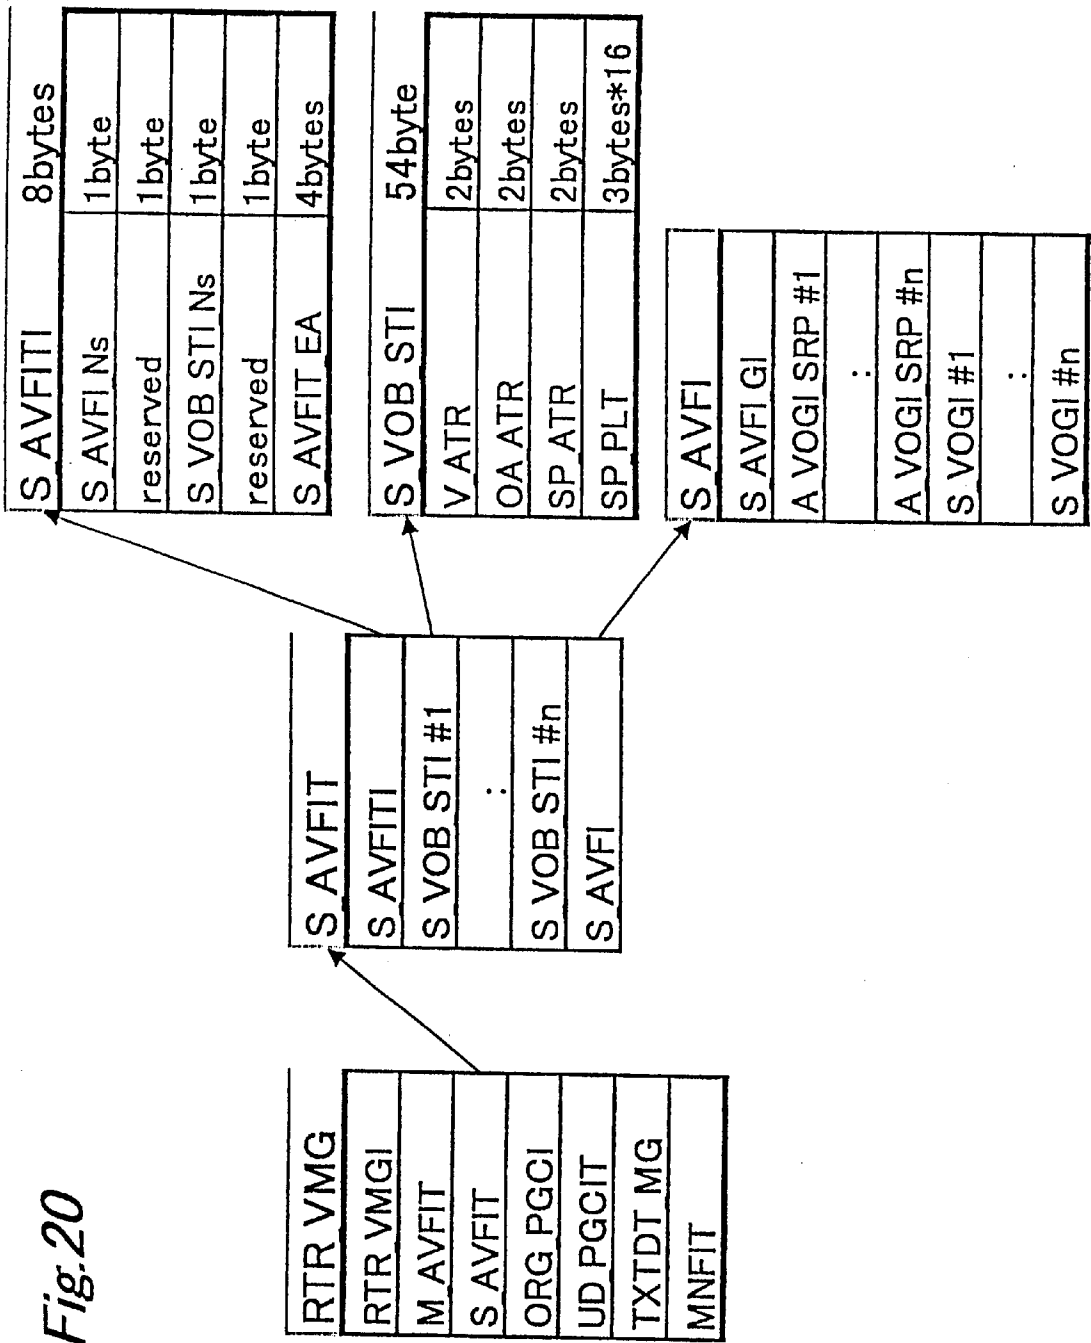 Fig.20
RTR VMG
RTR VMGI
M AVFIT
S AVFIT
ORG PGCI
UD PGCIT
TXTDT MG
MNFIT
S AVFIT
S AVFITI
S VOB STI #1
:
S VOB STI #n
S AVFI
S AVFITI 8bytes
S AVFI Ns 1byte
reserved 1byte
S VOB STI Ns 1byte
reserved 1byte
S AVFIT EA 4bytes
S VOB STI 54byte
V ATR 2bytes
OA ATR 2bytes
SP ATR 2bytes
SP PLT 3bytes*16
S AVFI
S AVFI GI
A VOGI SRP #1
:
A VOGI SRP #n
S VOGI #1
:
S VOGI #n